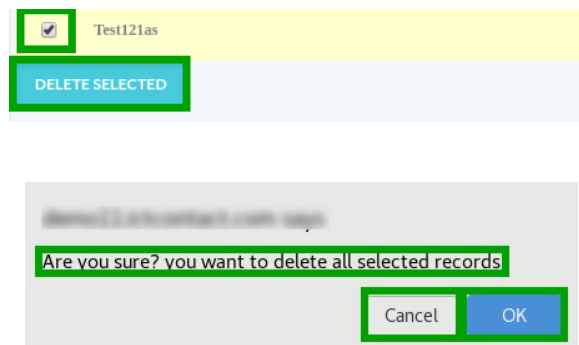 Test121as
DELETE SELECTED
Are you sure? you want to delete all selected records
Cancel
OK